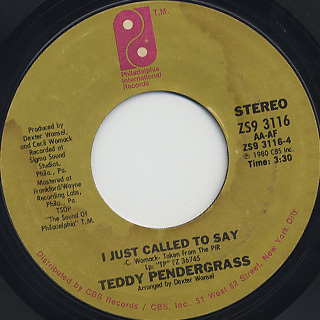 T.M.
Philadelphia
International
Records
STEREO
ZS9 3116
AA-AF
ZS9 3116-4
℗ 1980 CBS Inc.
Time: 3:30
Produced by
Dexter Wansel,
and Cecil Womack
Recorded at
Sigma Sound
Studios,
Phila., Pa.
Mastered at
Frankford/Wayne
Recording Labs,
Phila., Pa.
TSOP
"The Sound Of
Philadelphia" T.M.
I JUST CALLED TO SAY
-C. Womack- Taken From The PIR
Lp. "TP" FZ 36745
TEDDY PENDERGRASS
Arranged by Dexter Wansel
Distributed by CBS Records / CBS Inc., 51 West 52 Street, New York City